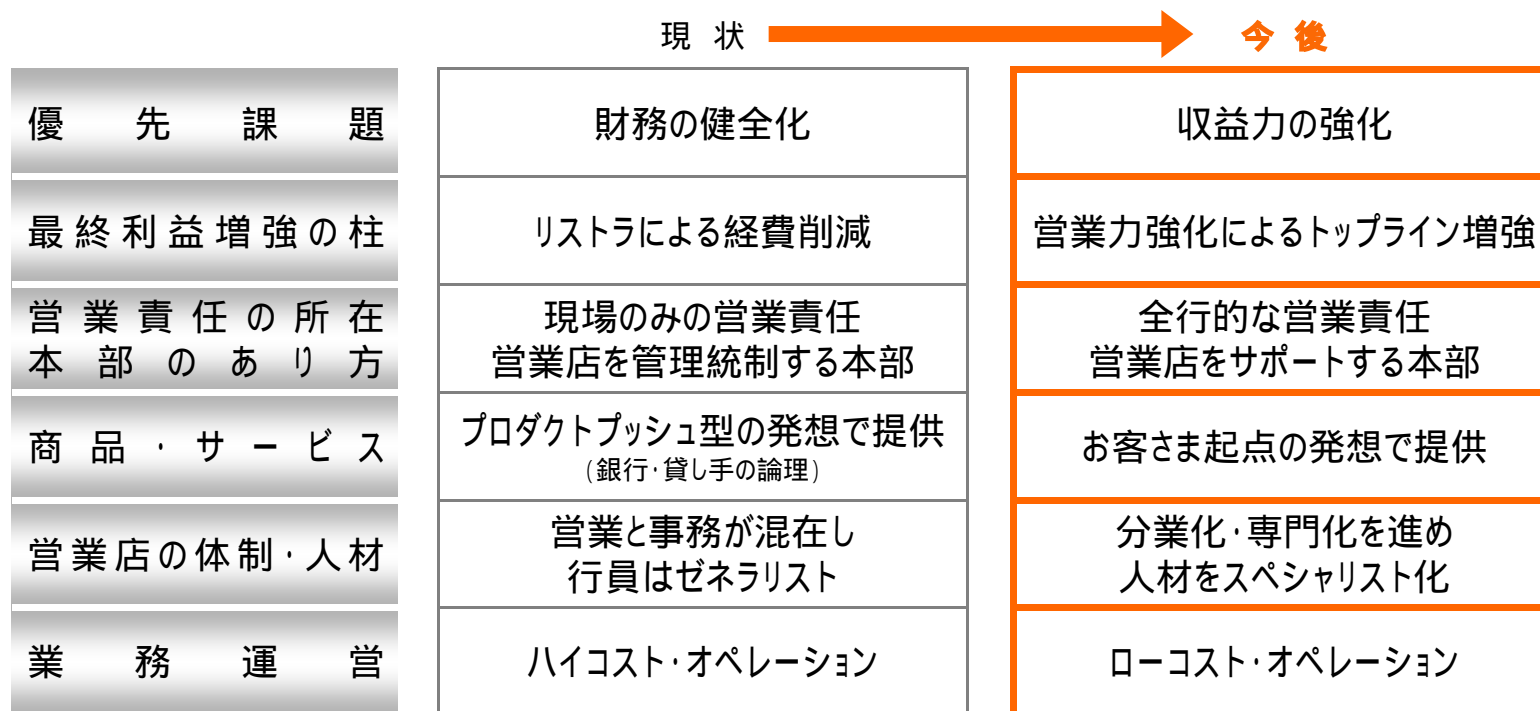 現状
今後
優先課題
財務の健全化
収益力の強化
最終利益増強の柱
リストラによる経費削減
営業力強化によるトップライン増強
営業責任の所在
本部のあり方
現場のみの営業責任
営業店を管理統制する本部
全行的な営業責任
営業店をサポートする本部
商品・サービス
プロダクトプッシュ型の発想で提供
(銀行・貸し手の論理)
お客さま起点の発想で提供
営業店の体制・人材
営業と事務が混在し
行員はゼネラリスト
分業化・専門化を進め
人材をスペシャリスト化
業務運営
ハイコスト・オペレーション
ローコスト・オペレーション